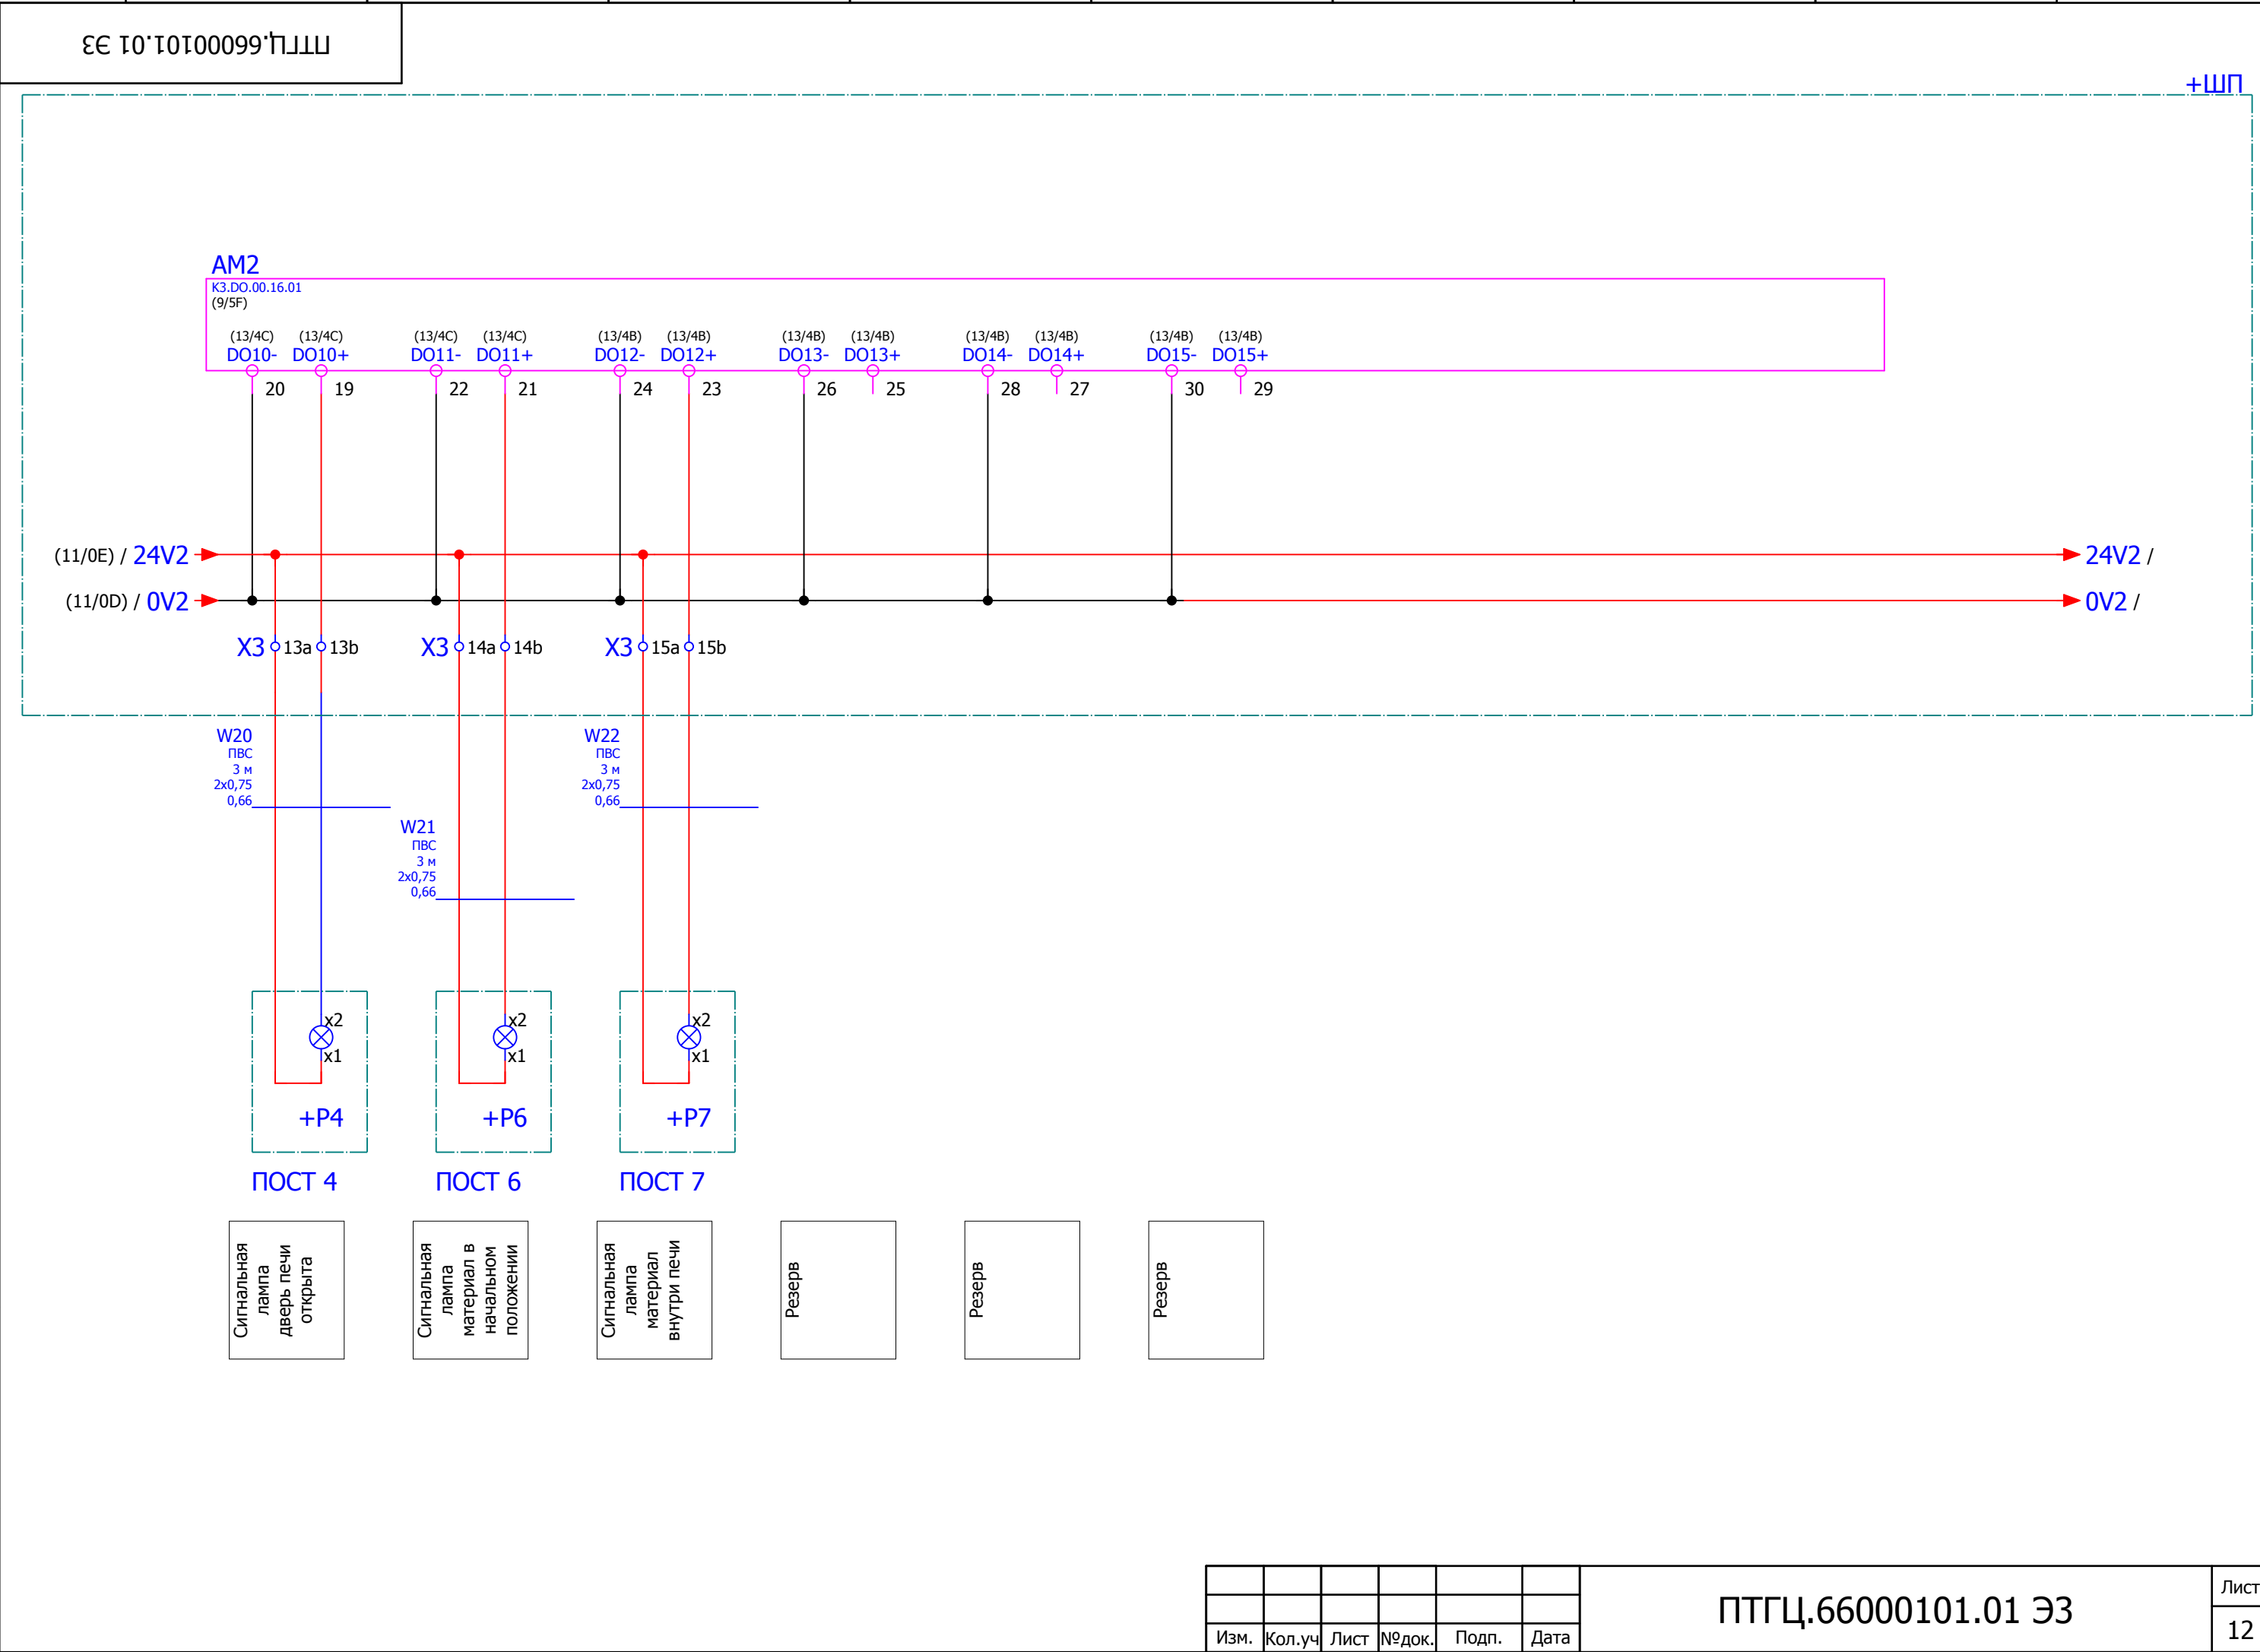 ПТГЦ.66000101.01 ЭЗ
+ШП
AM2
K3.DO.00.16.01
(9/5F)
(13/4C) (13/4C) (13/4C) (13/4C) (13/4B) (13/4B) (13/4B) (13/4B) (13/4B) (13/4B) (13/4B) (13/4B)
DO10- DO10+ DO11- DO11+ DO12- DO12+ DO13- DO13+ DO14- DO14+ DO15- DO15+
20 19 22 21 24 23 26 25 28 27 30 29
(11/0E) / 24V2 24V2 /
(11/0D) / 0V2 0V2 /
X3 13a 13b X3 14a 14b X3 15a 15b
W20
ПВС
3 м
2x0,75
0,66
W22
ПВС
3 м
2x0,75
0,66
W21
ПВС
3 м
2x0,75
0,66
x2 x2 x2
x1 x1 x1
+P4 +P6 +P7
ПОСТ 4 ПОСТ 6 ПОСТ 7
Сигнальная
лампа
дверь печи
открыта
Сигнальная
лампа
материал в
начальном
положении
Сигнальная
лампа
материал
внутри печи
Резерв
Резерв
Резерв
Изм. Кол.уч Лист №док. Подп. Дата
ПТГЦ.66000101.01 ЭЗ
Лист
12